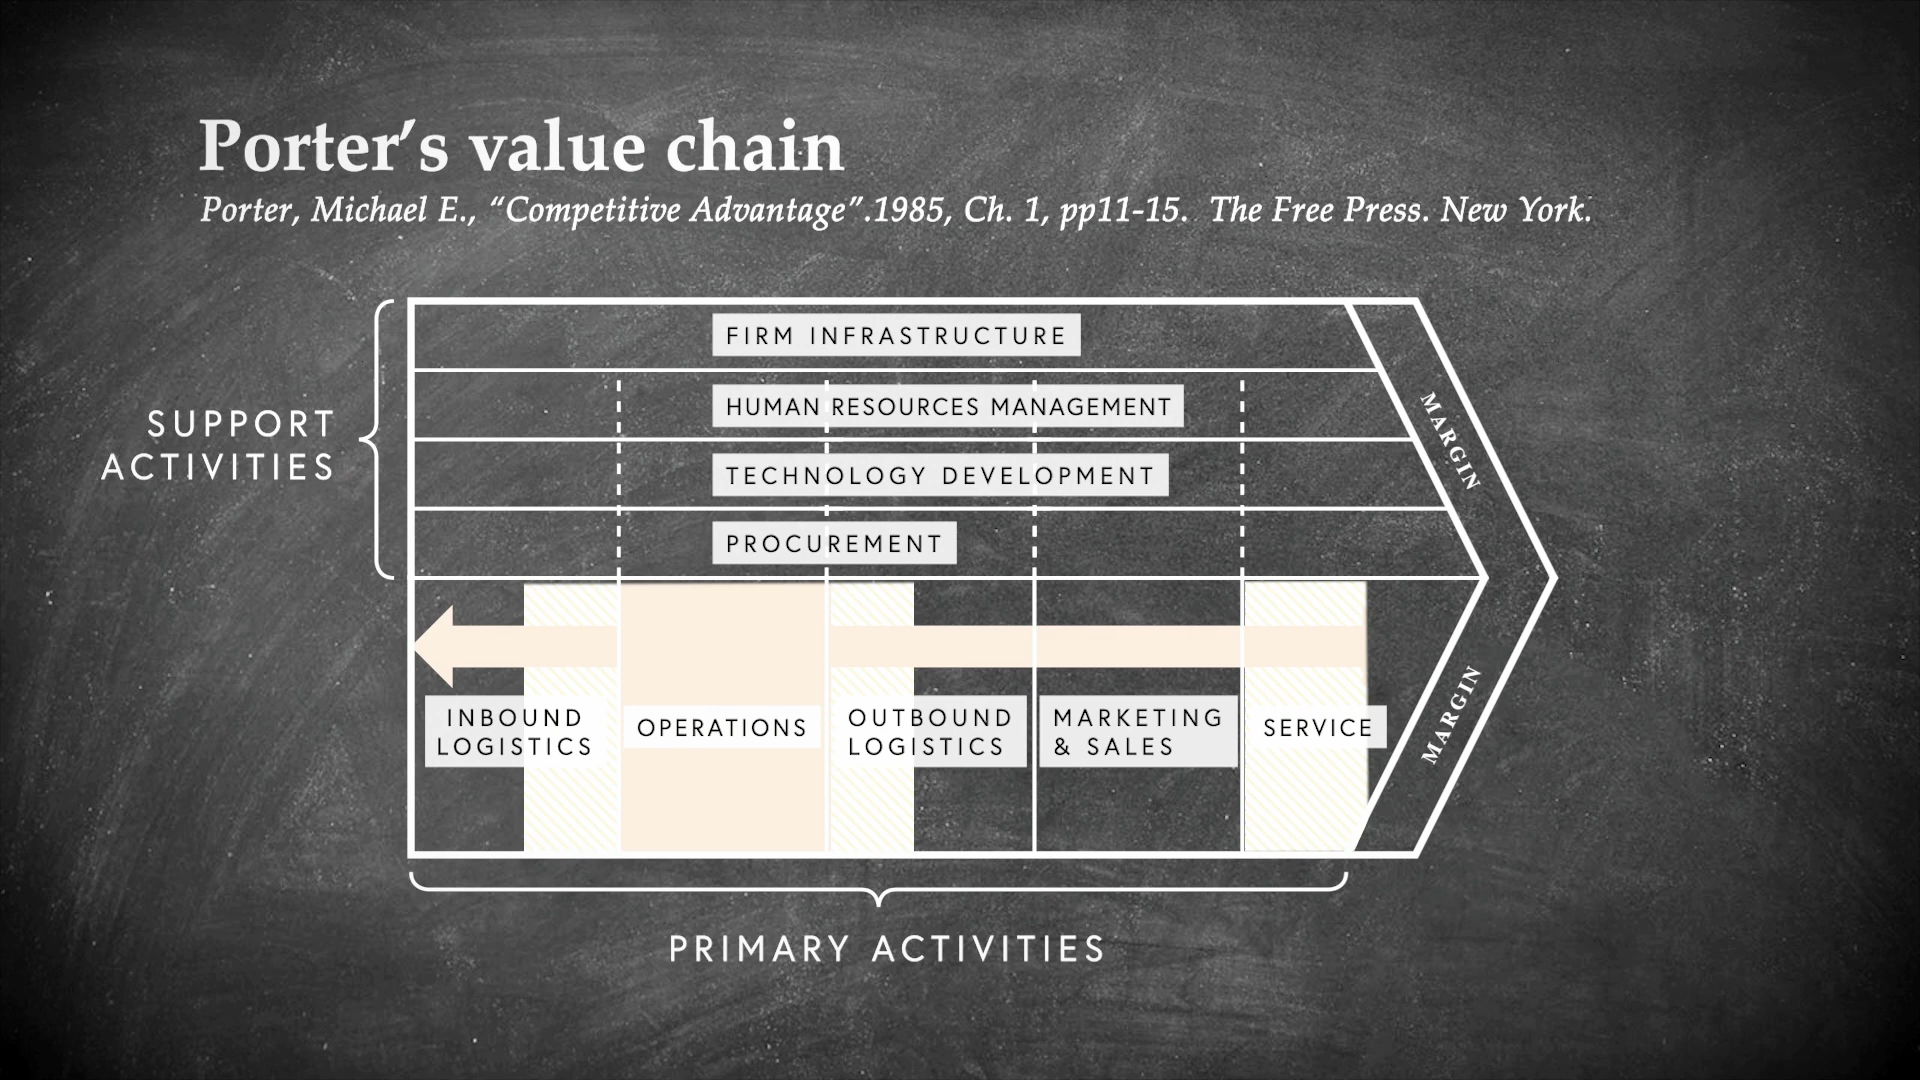 Porter’s value chain
Porter, Michael E., “Competitive Advantage”.1985, Ch. 1, pp11-15.  The Free Press. New York.
SUPPORT
ACTIVITIES
FIRM INFRASTRUCTURE
HUMAN RESOURCES MANAGEMENT
TECHNOLOGY DEVELOPMENT
PROCUREMENT
MARGIN
INBOUND
LOGISTICS
OPERATIONS
OUTBOUND
LOGISTICS
MARKETING
& SALES
SERVICE
MARGIN
PRIMARY ACTIVITIES